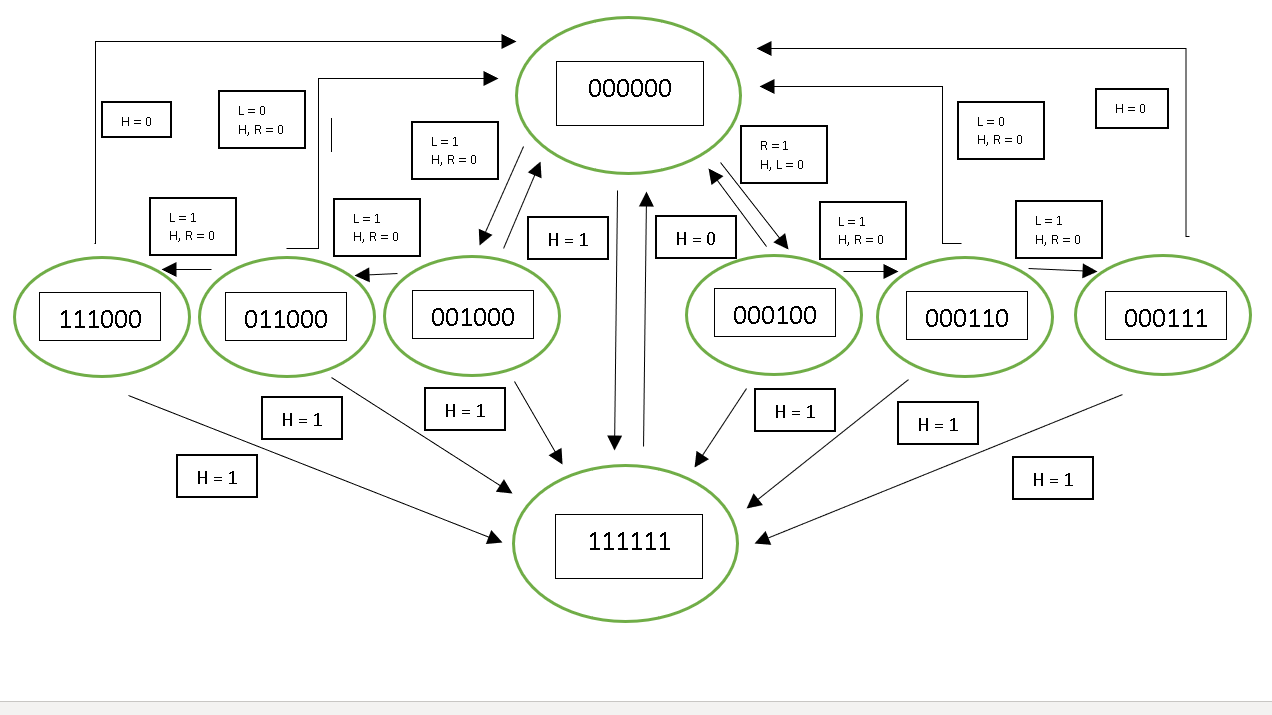 000000
H = 0
L = 0
H, R = 0
L = 1
H, R = 0
R = 1
H, L = 0
L = 0
H, R = 0
H = 0
L = 1
H, R = 0
L = 1
H, R = 0
H = 1
H = 0
L = 1
H, R = 0
L = 1
H, R = 0
111000
011000
001000
000100
000110
000111
H = 1
H = 1
H = 1
H = 1
H = 1
H = 1
111111